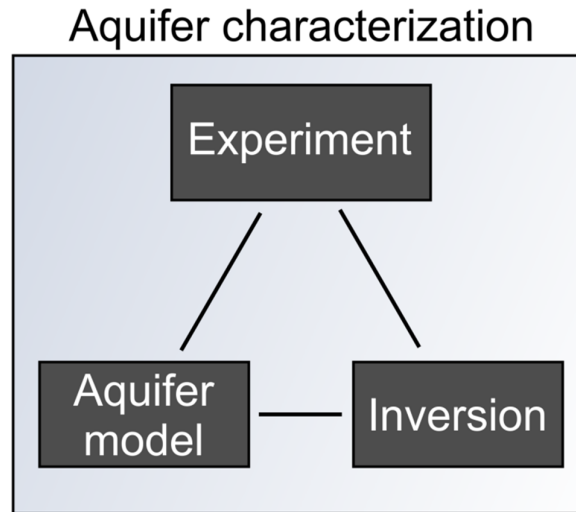 Aquifer characterization
Experiment
Aquifer
model
Inversion